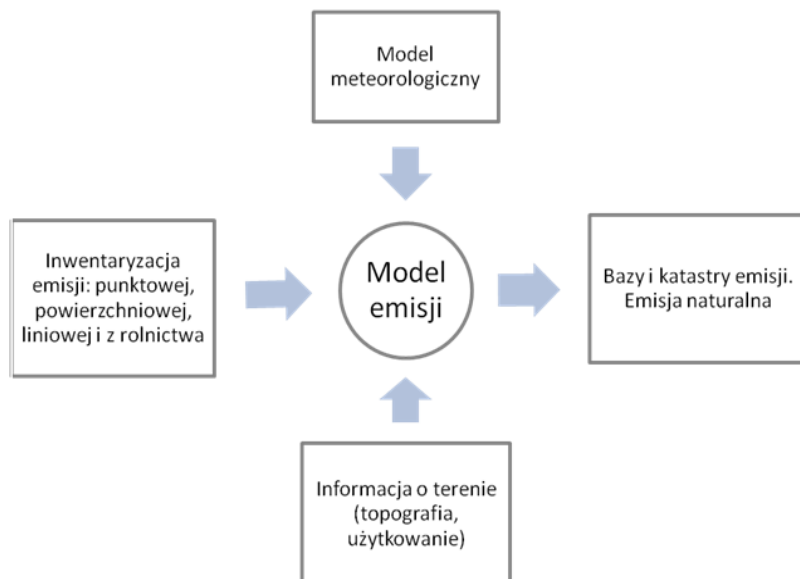 Model
meteorologiczny
Inwentaryzacja
emisji: punktowej,
powierzchniowej,
liniowej i z rolnictwa
Model
emisji
Bazy i katastry emisji.
Emisja naturalna
Informacja o terenie
(topografia,
użytkowanie)